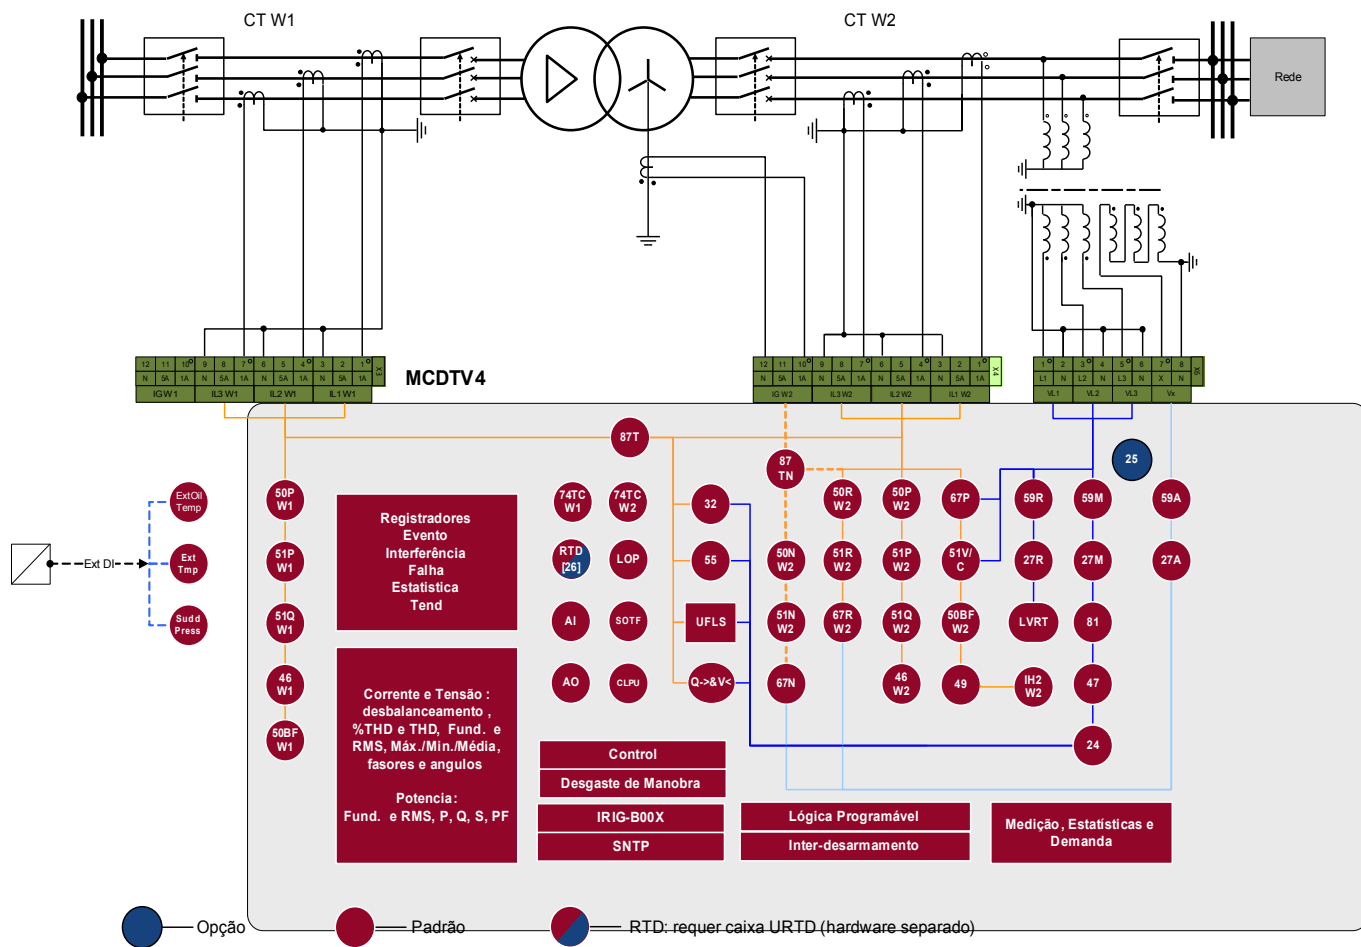 CT W1
CT W2
Rede
12 11 10 9 8 7 6 5 4 3 2 1
N 5A 1A N 5A 1A N 5A 1A N 5A 1A
IG W1 IL3 W1 IL2 W1 IL1 W1
X3
MCDTV4
12 11 10 9 8 7 6 5 4 3 2 1
N 5A 1A N 5A 1A N 5A 1A N 5A 1A
IG W2 IL3 W2 IL2 W2 IL1 W2
X4
1 2 3 4 5 6 7 8
L1 N L2 N L3 N X N
VL1 VL2 VL3 Vx
X6
87T
87
TN
25
ExtOil
Temp
Ext
Tmp
Sudd
Press
Ext DI
50P
W1
51P
W1
51Q
W1
46
W1
50BF
W1
Registradores
Evento
Interferência
Falha
Estatistica
Tend
Corrente e Tensão :
desbalanceamento ,
%THD e THD, Fund. e
RMS, Máx./Min./Média,
fasores e angulos
Potencia:
Fund. e RMS, P, Q, S, PF
74TC
W1
74TC
W2
RTD
[26]
LOP
AI
SOTF
AO
CLPU
32
55
UFLS
Q->&V<
50N
W2
51N
W2
67N
50R
W2
51R
W2
67R
W2
50P
W2
51P
W2
51Q
W2
46
W2
67P
51V/
C
50BF
W2
49
IH2
W2
59R
27R
LVRT
59M
27M
81
47
24
59A
27A
Control
Desgaste de Manobra
IRIG-B00X
SNTP
Lógica Programável
Inter-desarmamento
Medição, Estatísticas e
Demanda
Opção
Padrão
RTD: requer caixa URTD (hardware separado)